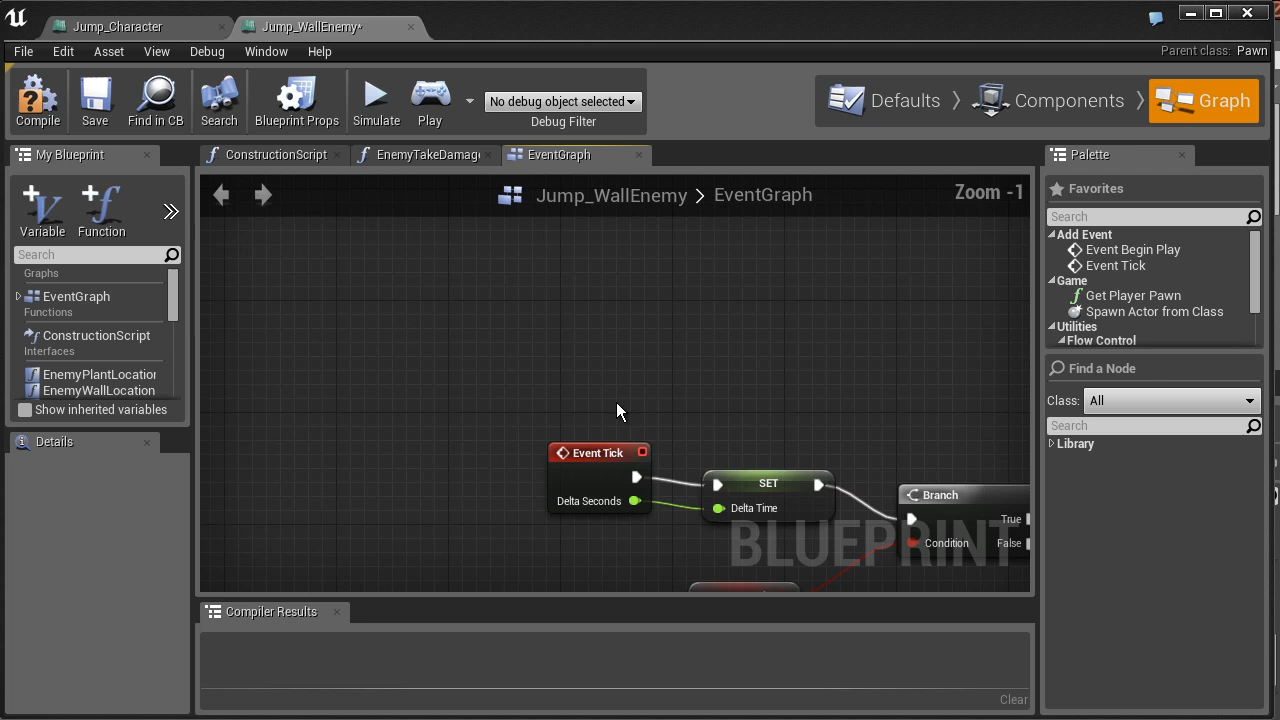 Jump_Character
Jump_WallEnemy*
File Edit Asset View Debug Window Help
Parent class: Pawn
Compile Save Find in CB Search Blueprint Props Simulate Play
No debug object selected
Debug Filter
Defaults Components Graph
My Blueprint
Variable Function
Search
Graphs
EventGraph
Functions
ConstructionScript
Interfaces
EnemyPlantLocation
EnemyWallLocation
Show inherited variables
Details
ConstructionScript
EnemyTakeDamag
EventGraph
Jump_WallEnemy > EventGraph
Zoom -1
Event Tick
Delta Seconds
SET
Delta Time
Branch
True
Condition False
BLUEPRINT
Compiler Results
Clear
Palette
Favorites
Search
Add Event
Event Begin Play
Event Tick
Game
Get Player Pawn
Spawn Actor from Class
Utilities
Flow Control
Find a Node
Class: All
Search
Library